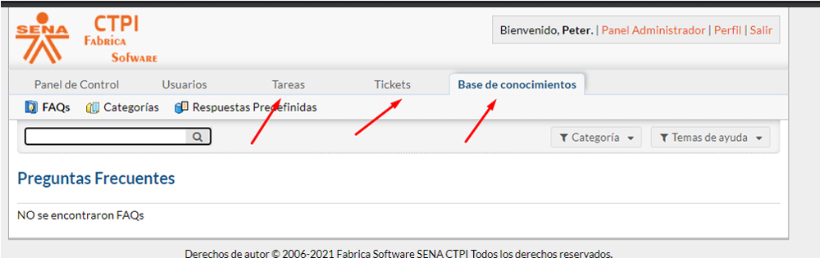 SENA CTPI
Fabrica
Sofware
Bienvenido, Peter. | Panel Administrador | Perfil | Salir
Panel de Control Usuarios Tareas Tickets Base de conocimientos
FAQs Categorías Respuestas Predefinidas
Categoría Temas de ayuda
Preguntas Frecuentes
NO se encontraron FAQs
Derechos de autor © 2006-2021 Fabrica Software SENA CTPI Todos los derechos reservados.